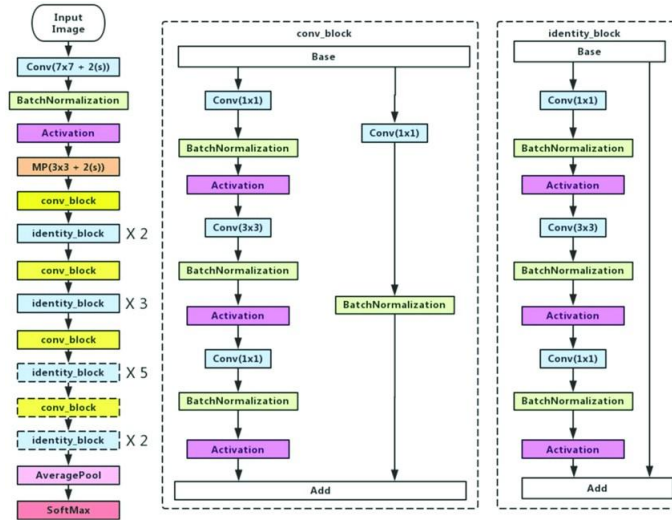 Input
Image
Conv(7x7 + 2(s))
BatchNormalization
Activation
MP(3x3 + 2(s))
conv_block
identity_block X 2
conv_block
identity_block X 3
conv_block
identity_block X 5
conv_block
identity_block X 2
AveragePool
SoftMax
conv_block
Base
Conv(1x1)
BatchNormalization
Activation
Conv(3x3)
BatchNormalization
Activation
Conv(1x1)
BatchNormalization
Activation
Conv(1x1)
BatchNormalization
Add
identity_block
Base
Conv(1x1)
BatchNormalization
Activation
Conv(3x3)
BatchNormalization
Activation
Conv(1x1)
BatchNormalization
Activation
Add